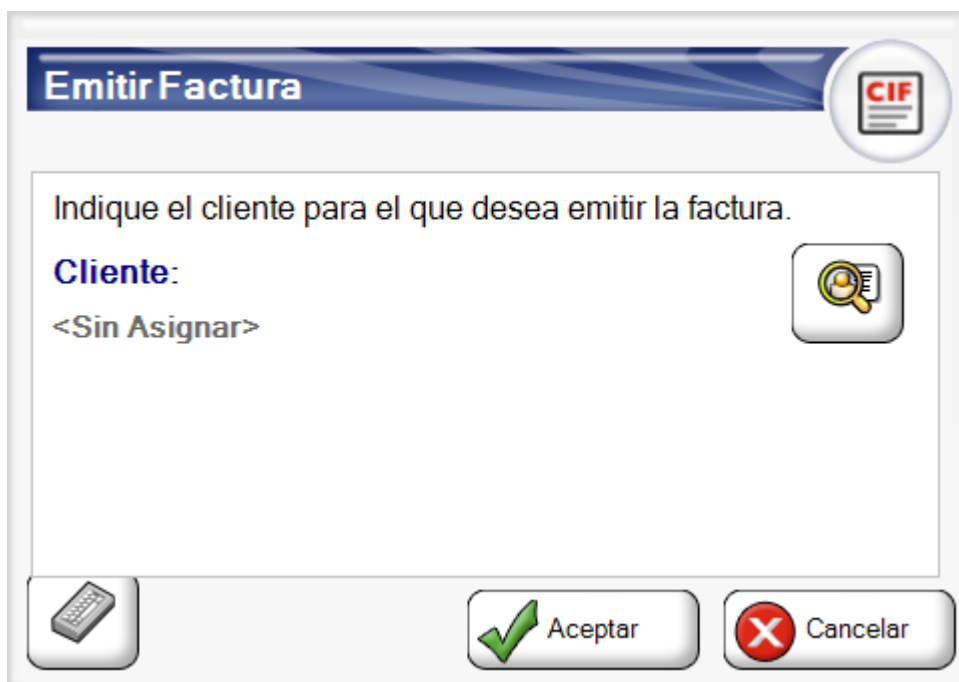 Emitir Factura
CIF
Indique el cliente para el que desea emitir la factura.
Cliente:
<Sin Asignar>
Aceptar
Cancelar